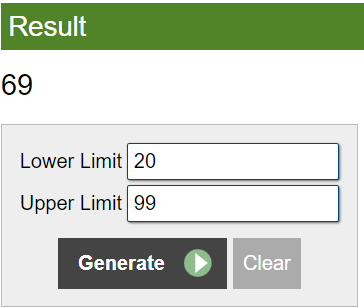 Result
69
Lower Limit 20
Upper Limit 99
Generate Clear